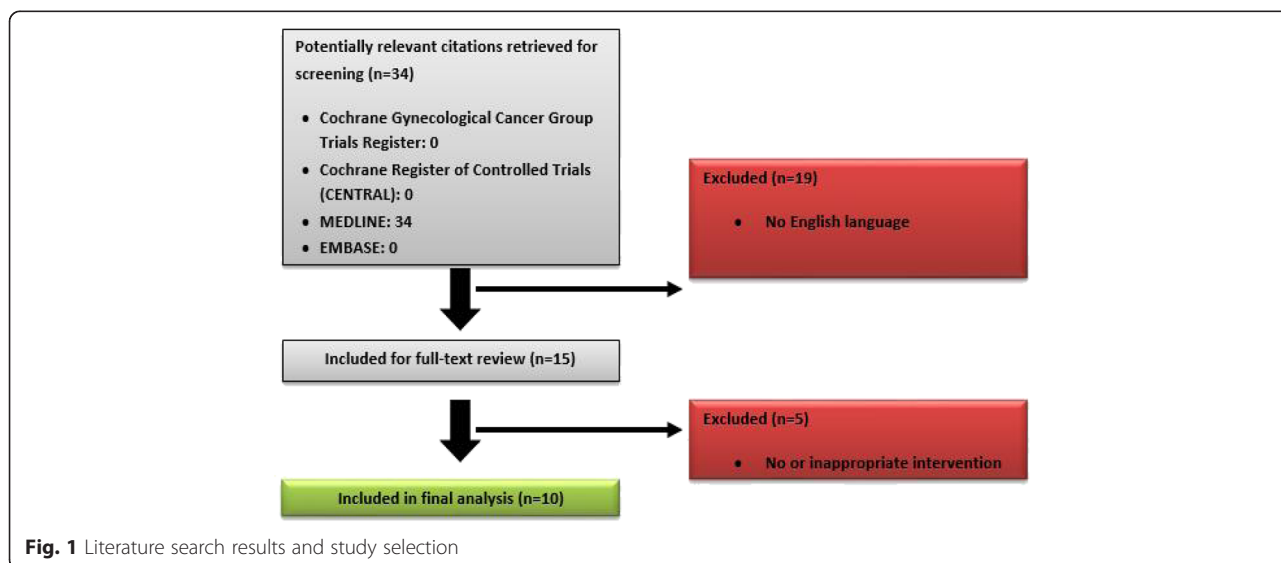 Potentially relevant citations retrieved for
screening (n=34)
• Cochrane Gynecological Cancer Group
Trials Register: 0
• Cochrane Register of Controlled Trials
(CENTRAL): 0
• MEDLINE: 34
• EMBASE: 0
Excluded (n=19)
• No English language
Included for full-text review (n=15)
Excluded (n=5)
• No or inappropriate intervention
Included in final analysis (n=10)
Fig. 1 Literature search results and study selection